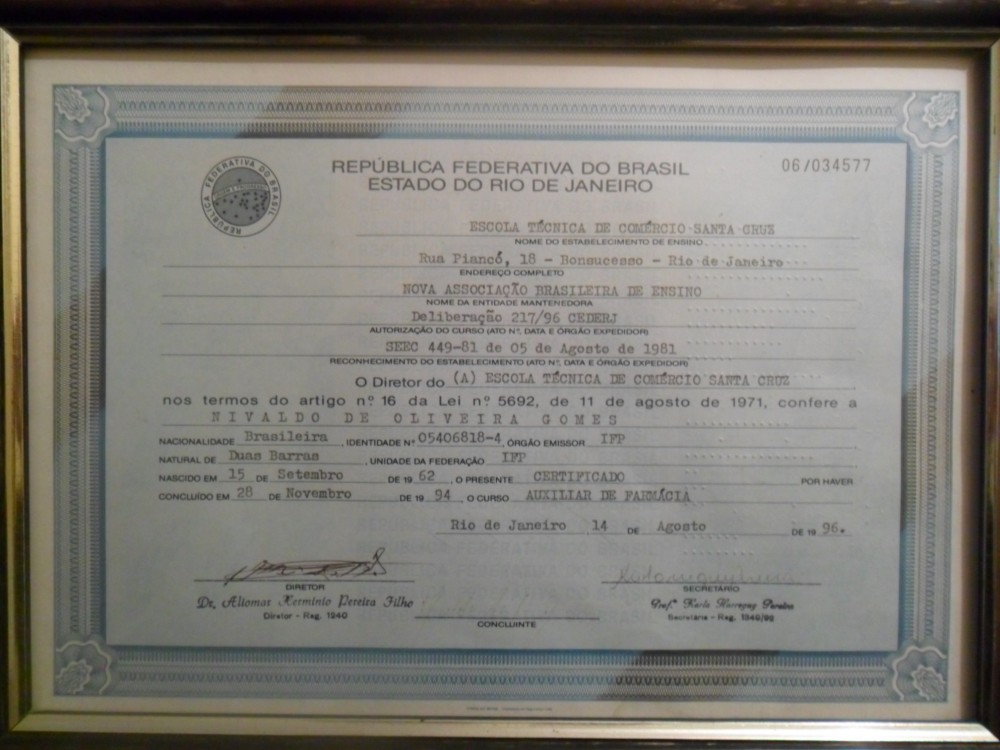 REPÚBLICA FEDERATIVA DO BRASIL
REPÚBLICA FEDERATIVA DO BRASIL
ESTADO DO RIO DE JANEIRO
06/034577
ESCOLA TÉCNICA DE COMÉRCIO SANTA CRUZ
NOME DO ESTABELECIMENTO DE ENSINO
Rua Piancó, 18 - Bonsucesso - Rio de Janeiro
ENDEREÇO COMPLETO
NOVA ASSOCIAÇÃO BRASILEIRA DE ENSINO
NOME DA ENTIDADE MANTENEDORA
Deliberação 217/96 CEDERJ
AUTORIZAÇÃO DO CURSO (ATO Nº, DATA E ÓRGÃO EXPEDIDOR)
SEEC 449-81 de 05 de Agosto de 1981
RECONHECIMENTO DO ESTABELECIMENTO (ATO Nº, DATA E ÓRGÃO EXPEDIDOR)
O Diretor do (A) ESCOLA TÉCNICA DE COMÉRCIO SANTA CRUZ
nos termos do artigo nº 16 da Lei nº 5692, de 11 de agosto de 1971, confere a
NIVALDO DE OLIVEIRA GOMES
NACIONALIDADE Brasileira, IDENTIDADE Nº 05406818-4, ÓRGÃO EMISSOR IFP
NATURAL DE Duas Barras, UNIDADE DA FEDERAÇÃO IFP
NASCIDO EM 15 DE Setembro DE 19 62, O PRESENTE CERTIFICADO POR HAVER
CONCLUÍDO EM 28 DE Novembro DE 19 94, O CURSO AUXILIAR DE FARMÁCIA
Rio de Janeiro 14 DE Agosto DE 19 96.
DIRETOR
Dr. Aliomar Herminio Pereira Filho
Diretor - Reg. 1940
CONCLUINTE
SECRETÁRIO
Profª Karla
Secretária - Reg.